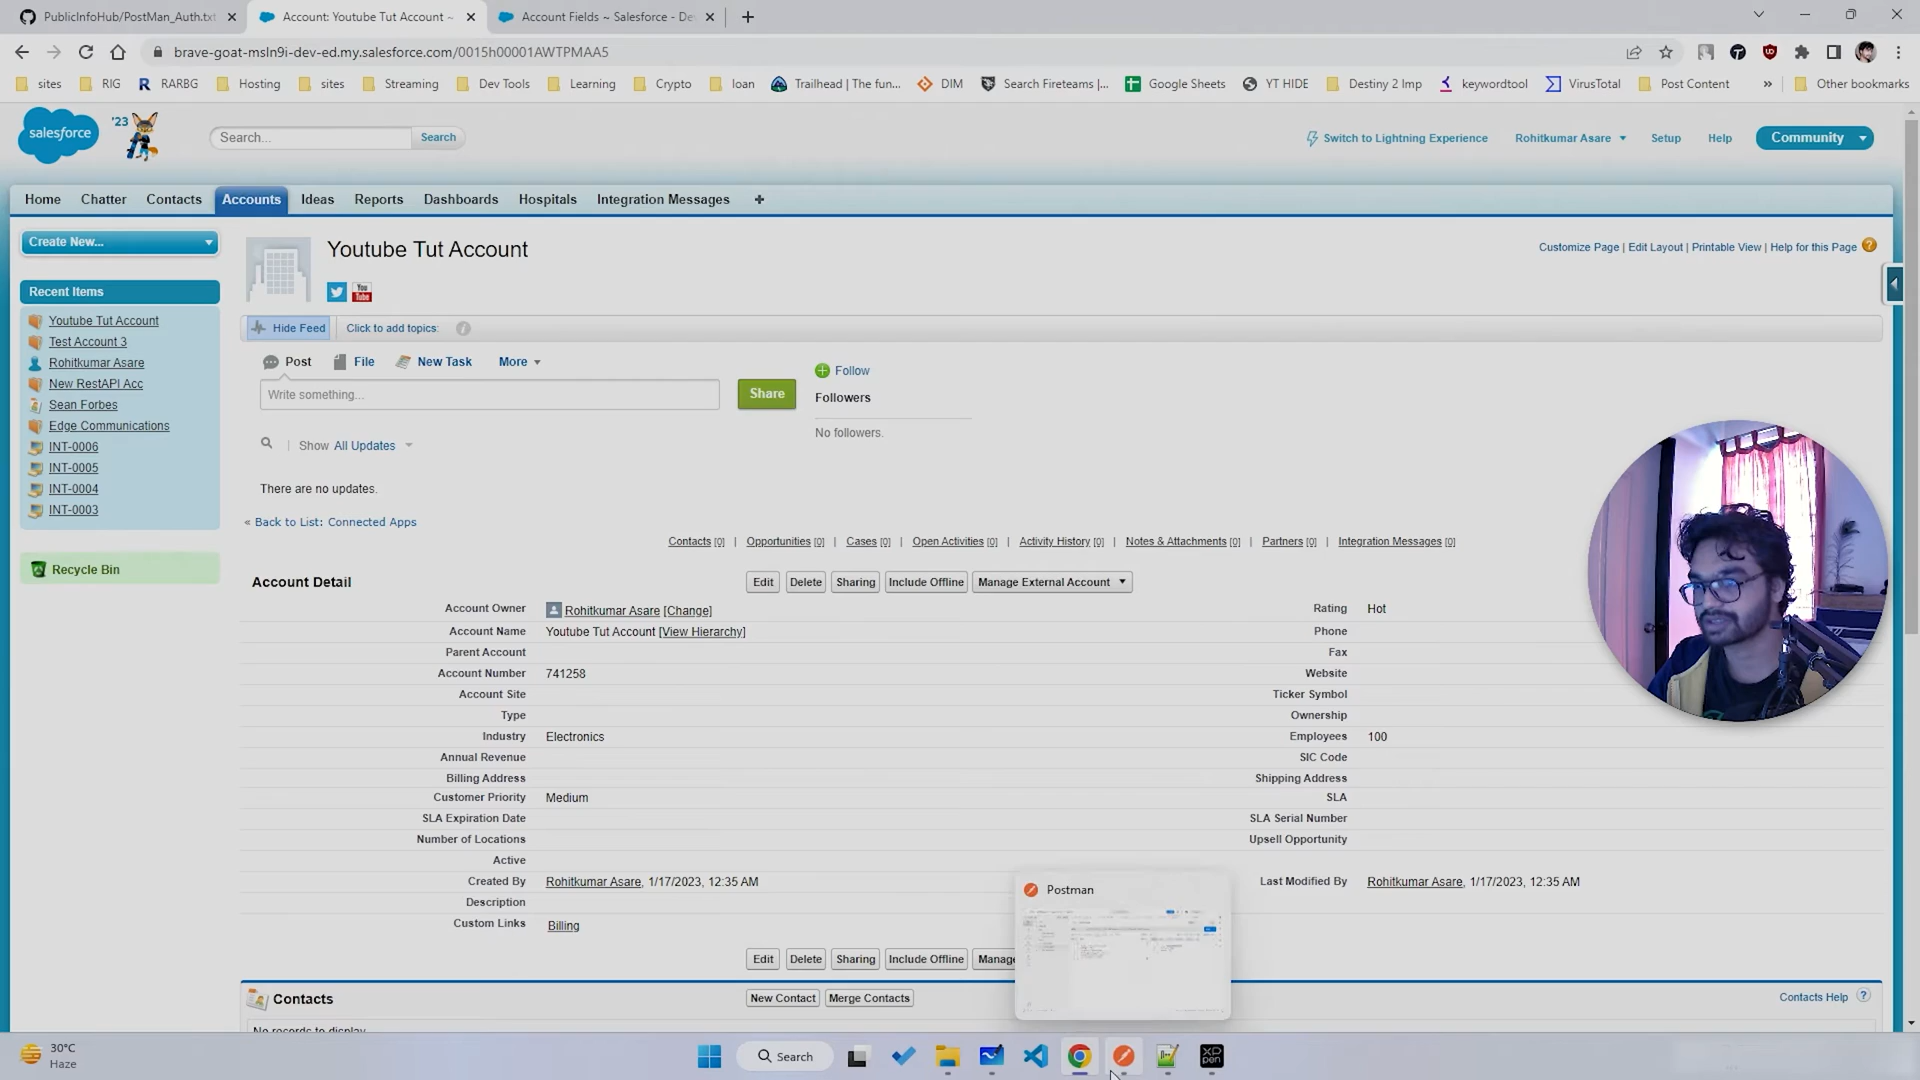 PublicInfoHub/PostMan_Auth.txt
Account: Youtube Tut Account ~
Account Fields ~ Salesforce - De
brave-goat-msln9i-dev-ed.my.salesforce.com/0015h00001AWTPMAA5
sites RIG RARBG Hosting sites Streaming Dev Tools Learning Crypto loan Trailhead | The fun... DIM Search Fireteams |... Google Sheets YT HIDE Destiny 2 Imp keywordtool VirusTotal Post Content » Other bookmarks
salesforce '23 Search... Search Switch to Lightning Experience Rohitkumar Asare Setup Help Community
Home Chatter Contacts Accounts Ideas Reports Dashboards Hospitals Integration Messages +
Create New...
Recent Items
Youtube Tut Account
Test Account 3
Rohitkumar Asare
New RestAPI Acc
Sean Forbes
Edge Communications
INT-0006
INT-0005
INT-0004
INT-0003
Recycle Bin
Youtube Tut Account
Customize Page | Edit Layout | Printable View | Help for this Page ?
You Tube
Hide Feed Click to add topics:
Post File New Task More
Write something... Share
Follow
Followers
No followers.
Show All Updates
There are no updates.
« Back to List: Connected Apps
Contacts [0] | Opportunities [0] | Cases [0] | Open Activities [0] | Activity History [0] | Notes & Attachments [0] | Partners [0] | Integration Messages [0]
Account Detail Edit Delete Sharing Include Offline Manage External Account
Account Owner Rohitkumar Asare [Change] Rating Hot
Account Name Youtube Tut Account [View Hierarchy] Phone
Parent Account Fax
Account Number 741258 Website
Account Site Ticker Symbol
Type Ownership
Industry Electronics Employees 100
Annual Revenue SIC Code
Billing Address Shipping Address
Customer Priority Medium SLA
SLA Expiration Date SLA Serial Number
Number of Locations Upsell Opportunity
Active
Created By Rohitkumar Asare, 1/17/2023, 12:35 AM Last Modified By Rohitkumar Asare, 1/17/2023, 12:35 AM
Description
Custom Links Billing
Postman
Edit Delete Sharing Include Offline Manage
Contacts New Contact Merge Contacts Contacts Help ?
No records to display
30°C
Haze
Search
XP
pen